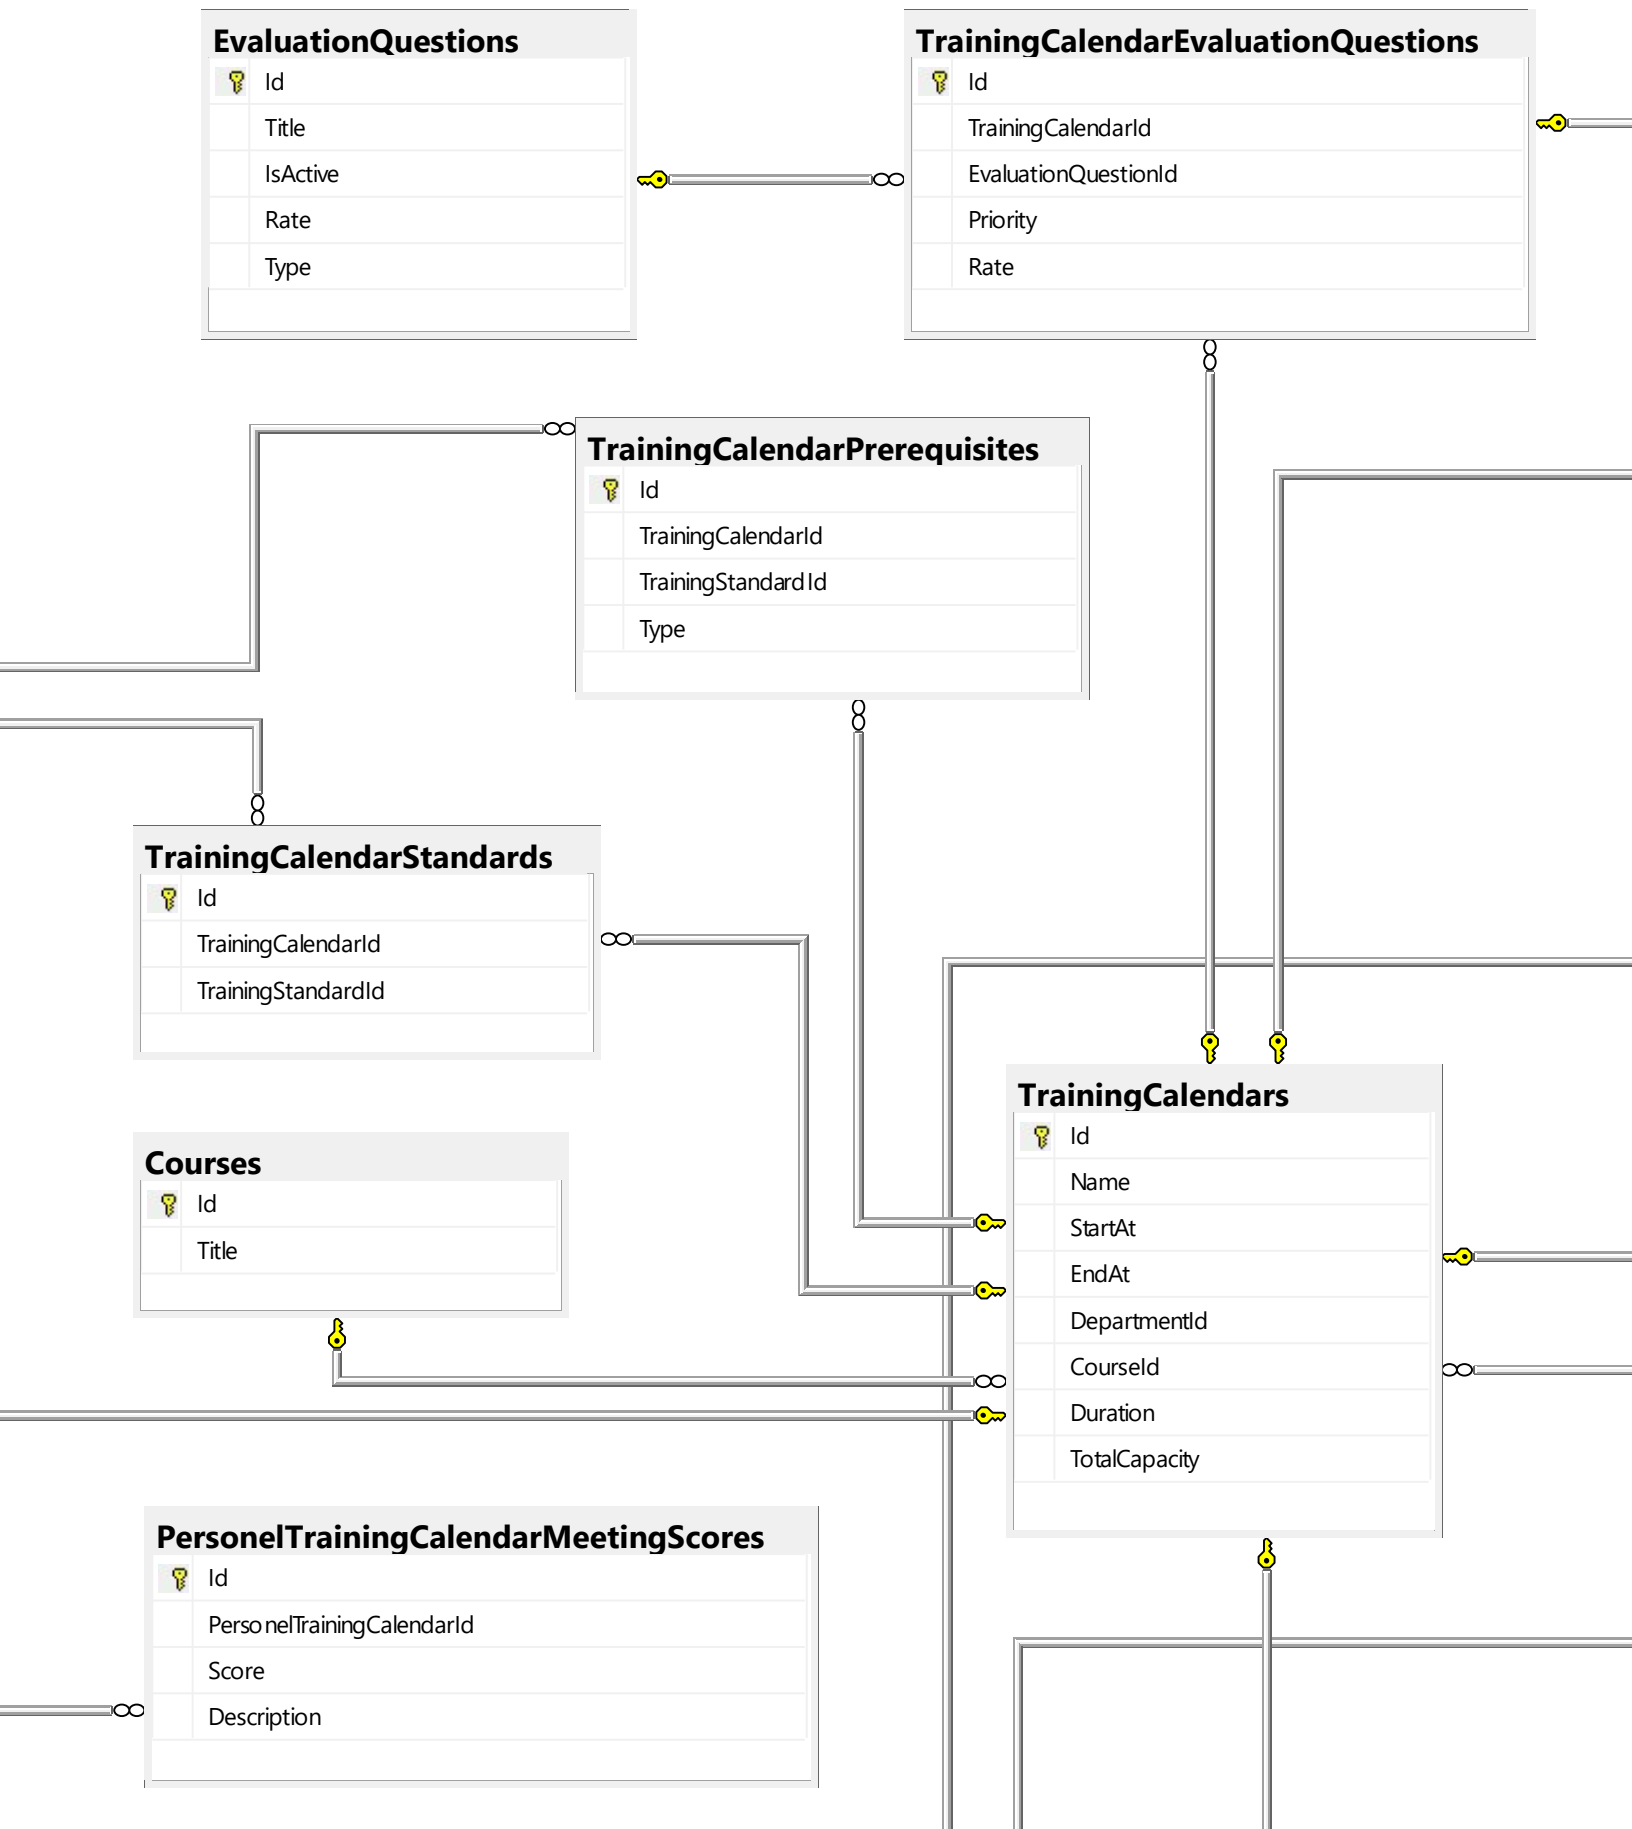 EvaluationQuestions
Id
Title
IsActive
Rate
Type
TrainingCalendarEvaluationQuestions
Id
TrainingCalendarId
EvaluationQuestionId
Priority
Rate
TrainingCalendarPrerequisites
Id
TrainingCalendarId
TrainingStandardId
Type
TrainingCalendarStandards
Id
TrainingCalendarId
TrainingStandardId
TrainingCalendars
Id
Name
StartAt
EndAt
DepartmentId
CourseId
Duration
TotalCapacity
Courses
Id
Title
PersonelTrainingCalendarMeetingScores
Id
PersonelTrainingCalendarId
Score
Description